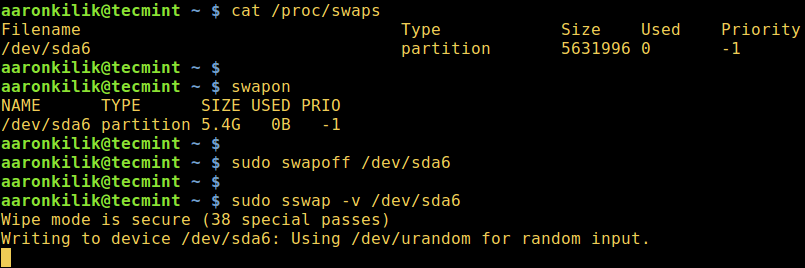 aaronkilik@tecmint ~ $ cat /proc/swaps
Filename Type Size Used Priority
/dev/sda6 partition 5631996 0 -1
aaronkilik@tecmint ~ $
aaronkilik@tecmint ~ $ swapon
NAME TYPE SIZE USED PRIO
/dev/sda6 partition 5.4G 0B -1
aaronkilik@tecmint ~ $
aaronkilik@tecmint ~ $ sudo swapoff /dev/sda6
aaronkilik@tecmint ~ $
aaronkilik@tecmint ~ $ sudo sswap -v /dev/sda6
Wipe mode is secure (38 special passes)
Writing to device /dev/sda6: Using /dev/urandom for random input.